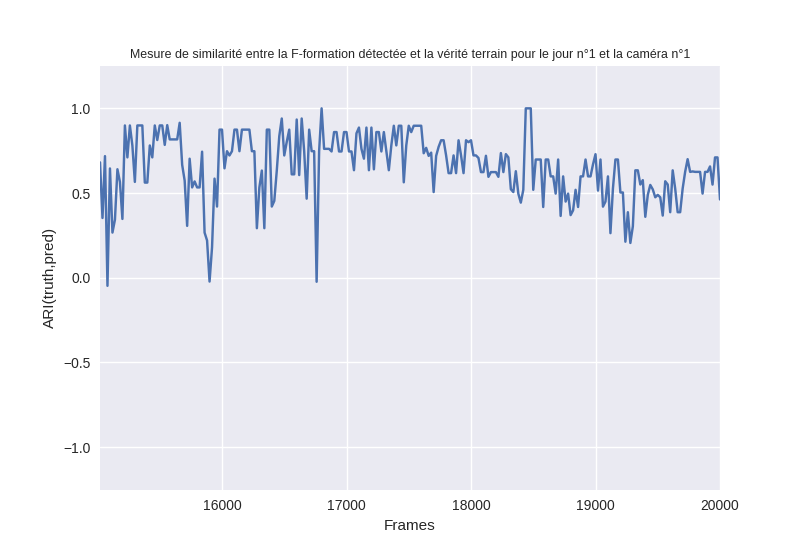 Mesure de similarité entre la F-formation détectée et la vérité terrain pour le jour n°1 et la caméra n°1
1.0
0.5
0.0
−0.5
−1.0
ARI(truth,pred)
16000 17000 18000 19000 20000
Frames